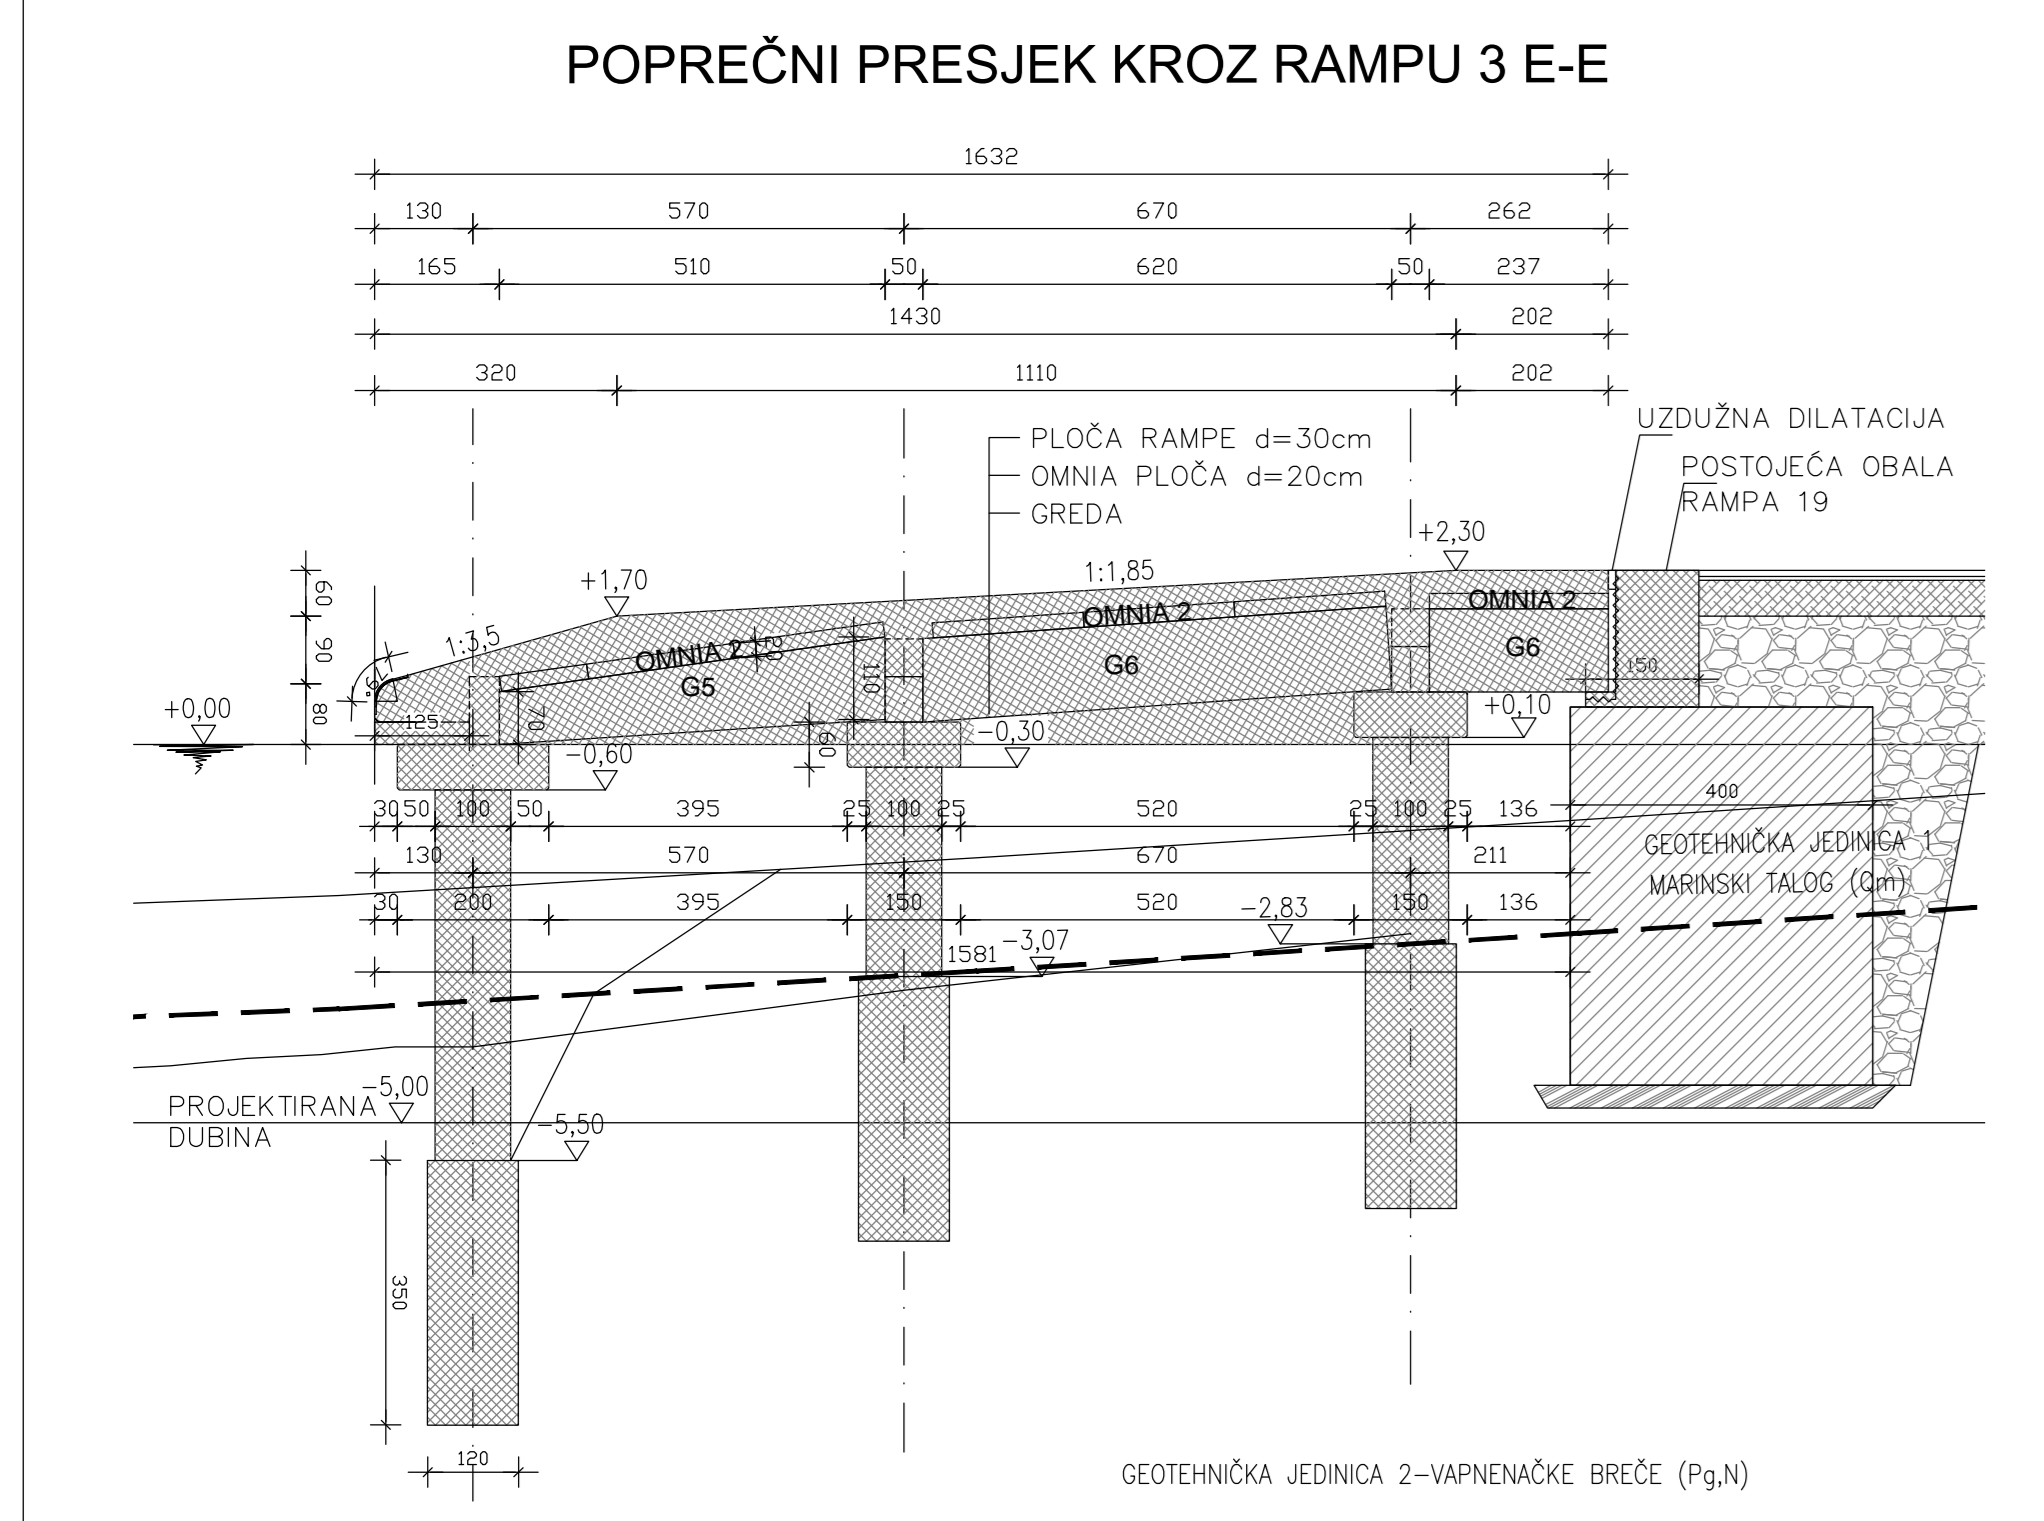 POPREČNI PRESJEK KROZ RAMPU 3 E-E
1632
130 570 670 262
165 510 50 620 50 237
1430 202
320 1110 202
UZDUŽNA DILATACIJA
PLOČA RAMPE d=30cm
OMNIA PLOČA d=20cm
GREDA
POSTOJEĆA OBALA
RAMPA 19
+2,30
+1,70
1:1,85
60
90
80
1:3,5
79°
OMNIA 2
OMNIA 2
OMNIA 2
G5
G6
G6
110
70
60
150
125
+0,00
+0,10
-0,30
-0,60
30 50 100 50 395 25 100 25 520 25 100 25 136
400
130 570 670 211
30 200 395 150 520 150 136
GEOTEHNIČKA JEDINICA 1
MARINSKI TALOG (Qm)
-2,83
1581
-3,07
-5,00
PROJEKTIRANA
DUBINA
-5,50
350
120
GEOTEHNIČKA JEDINICA 2-VAPNENAČKE BREČE (Pg,N)